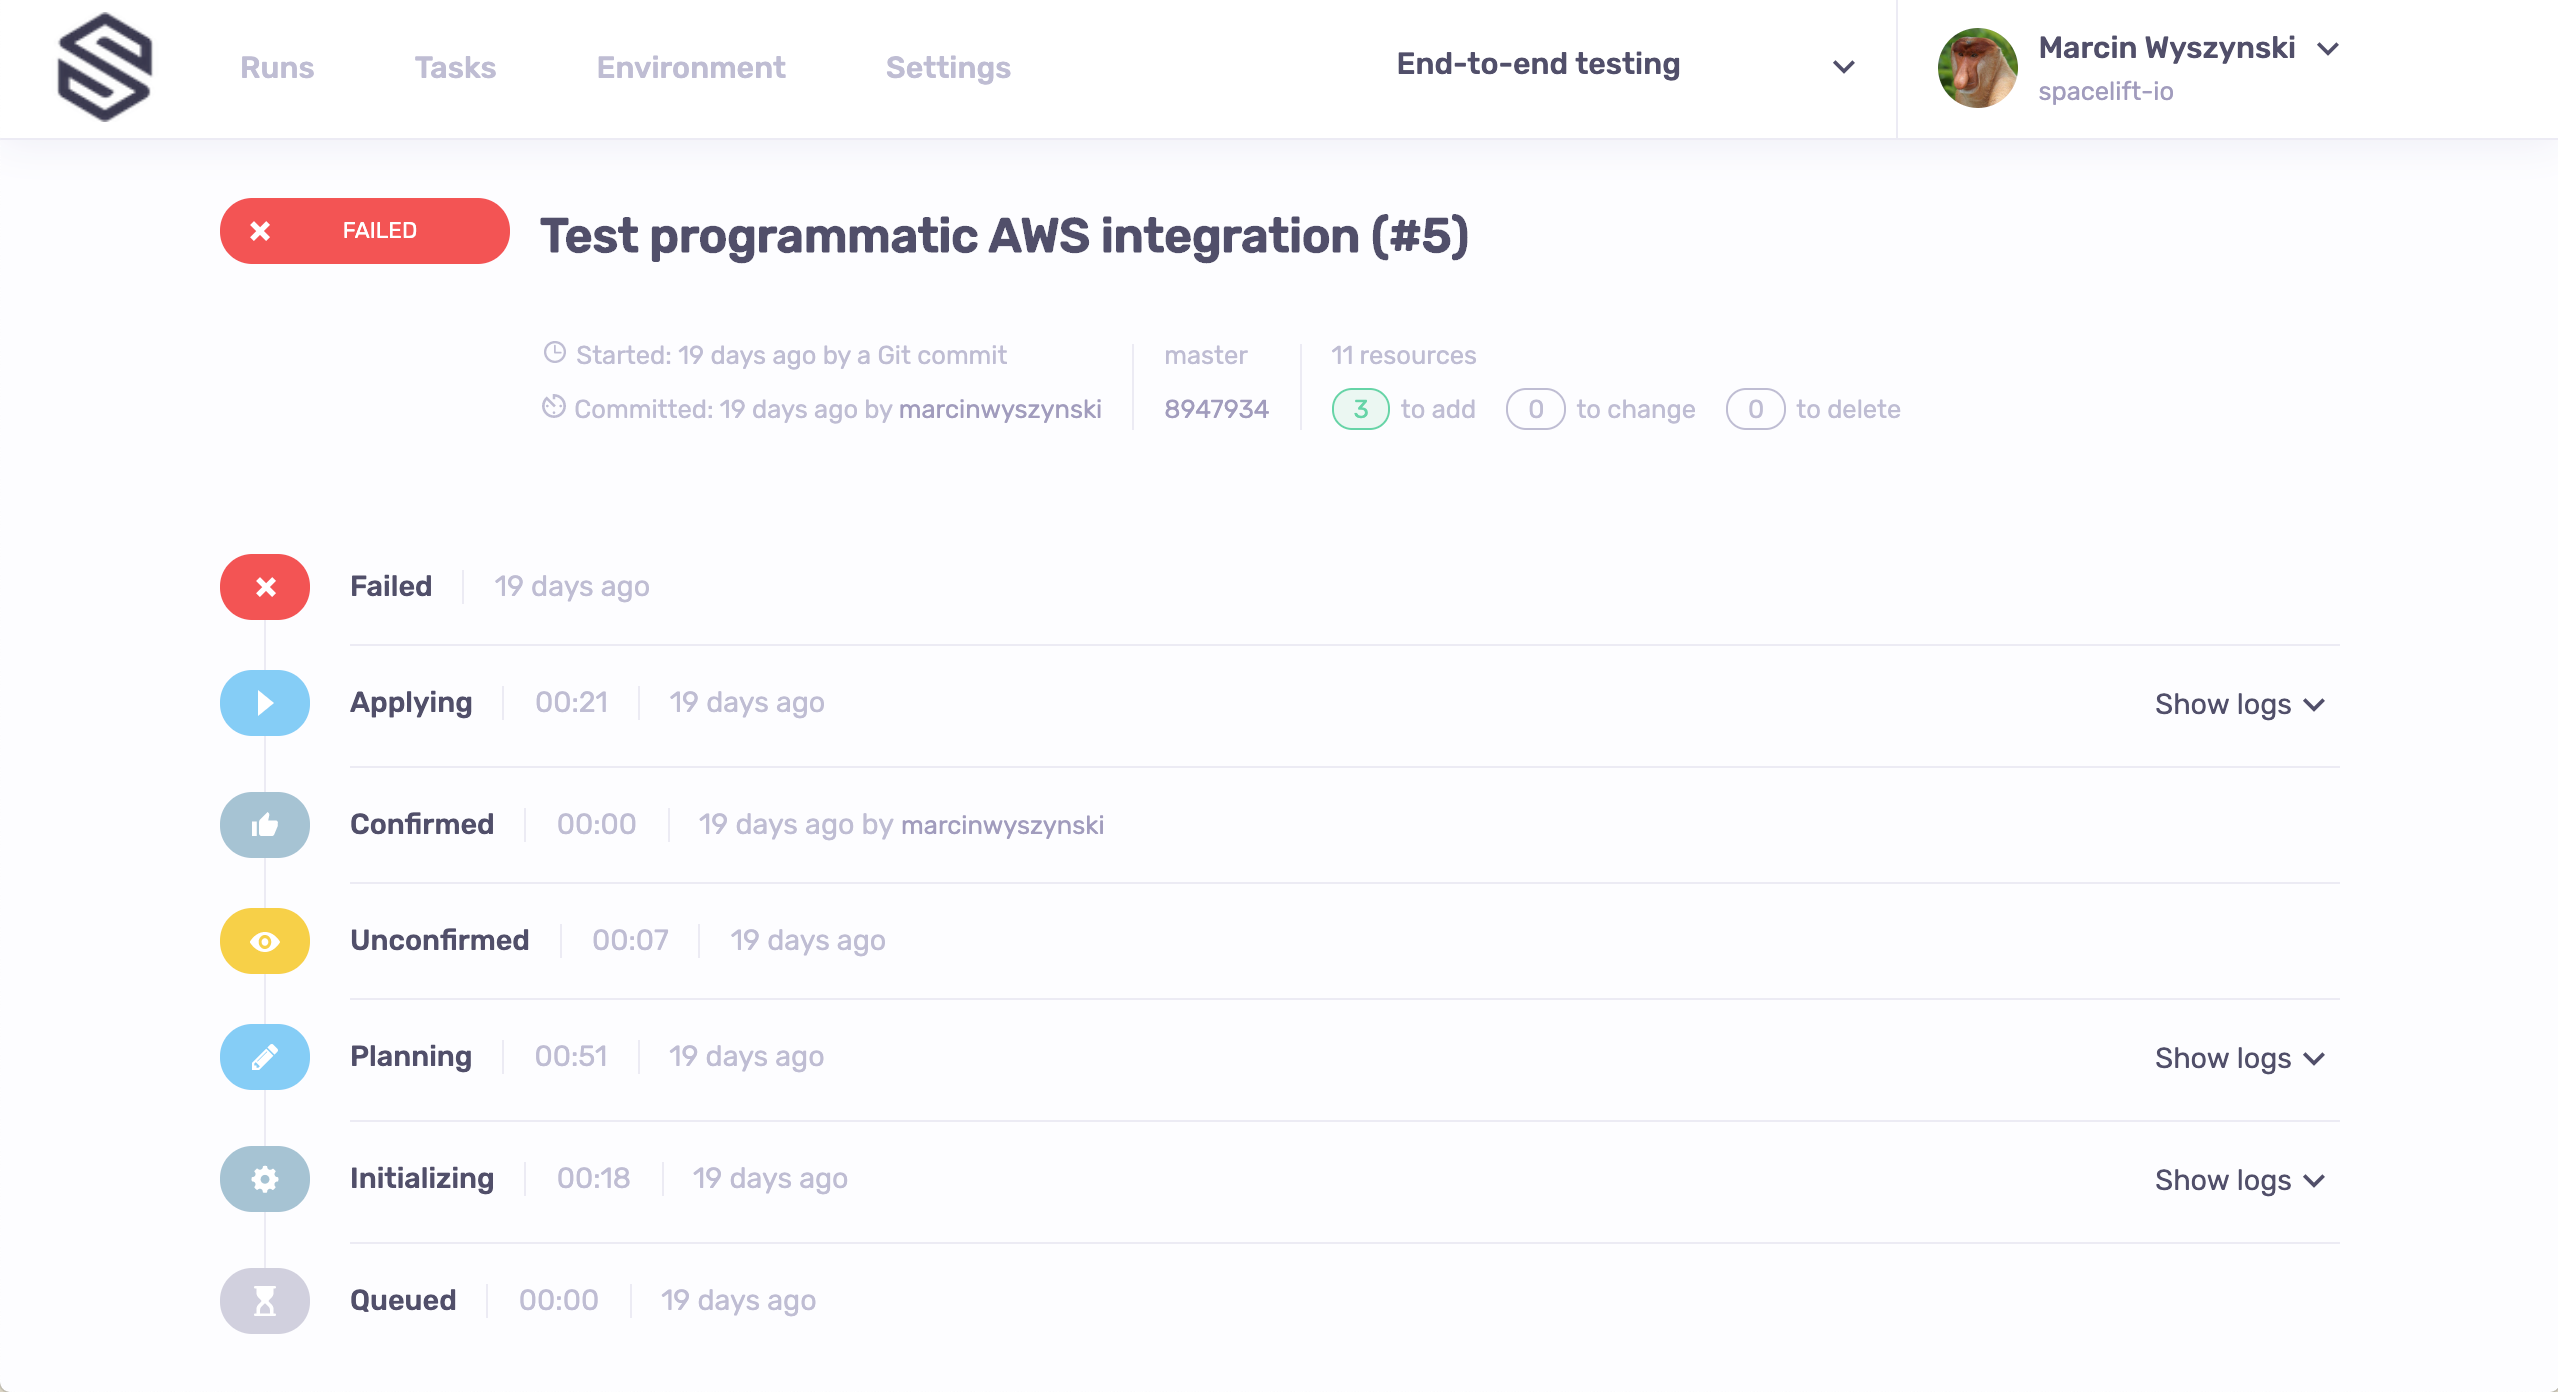 Runs Tasks Environment Settings End-to-end testing Marcin Wyszynski
spacelift-io
FAILED Test programmatic AWS integration (#5)
Started: 19 days ago by a Git commit master 11 resources
Committed: 19 days ago by marcinwyszynski 8947934 3 to add 0 to change 0 to delete
Failed 19 days ago
Applying 00:21 19 days ago Show logs
Confirmed 00:00 19 days ago by marcinwyszynski
Unconfirmed 00:07 19 days ago
Planning 00:51 19 days ago Show logs
Initializing 00:18 19 days ago Show logs
Queued 00:00 19 days ago